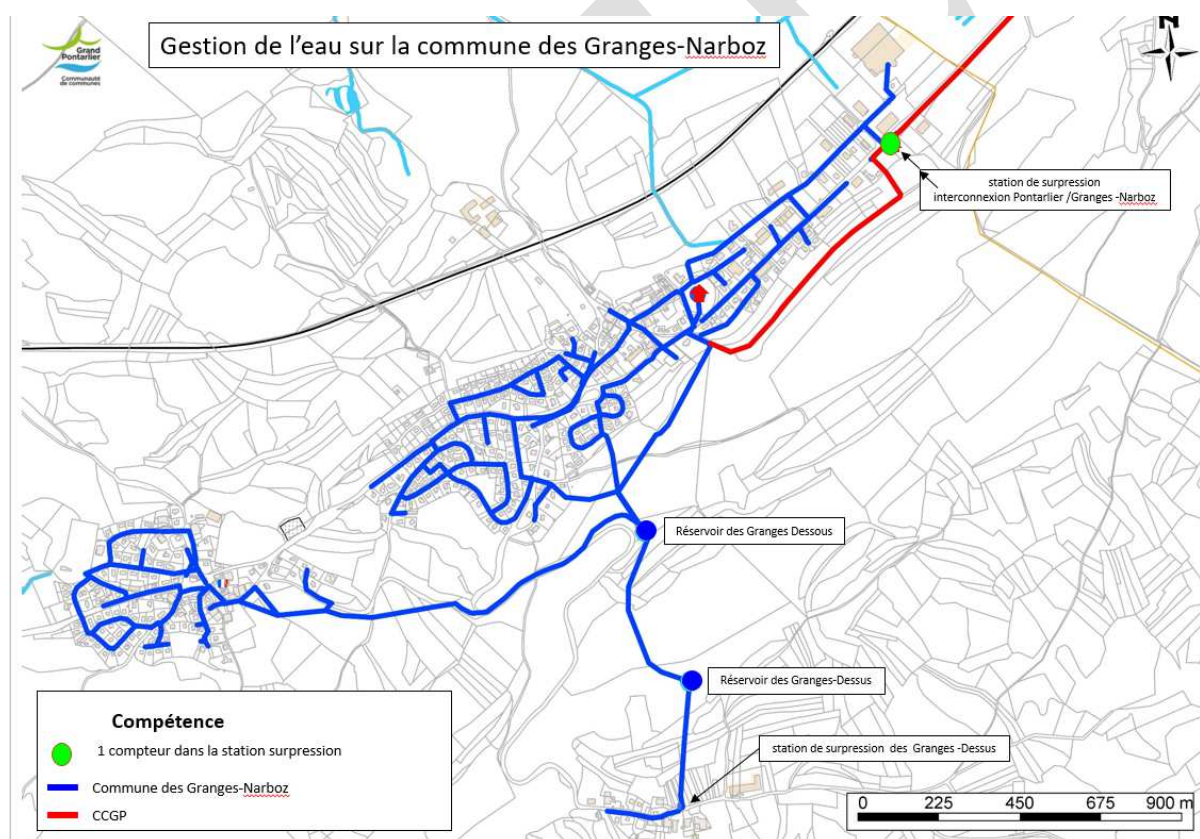 Grand
Pontarlier
Communauté
de communes
Gestion de l'eau sur la commune des Granges-Narboz
N
station de surpression
interconnexion Pontarlier /Granges -Narboz
Réservoir des Granges Dessous
Réservoir des Granges-Dessus
station de surpression des Granges -Dessus
Compétence
1 compteur dans la station surpression
Commune des Granges-Narboz
CCGP
0 225 450 675 900 m